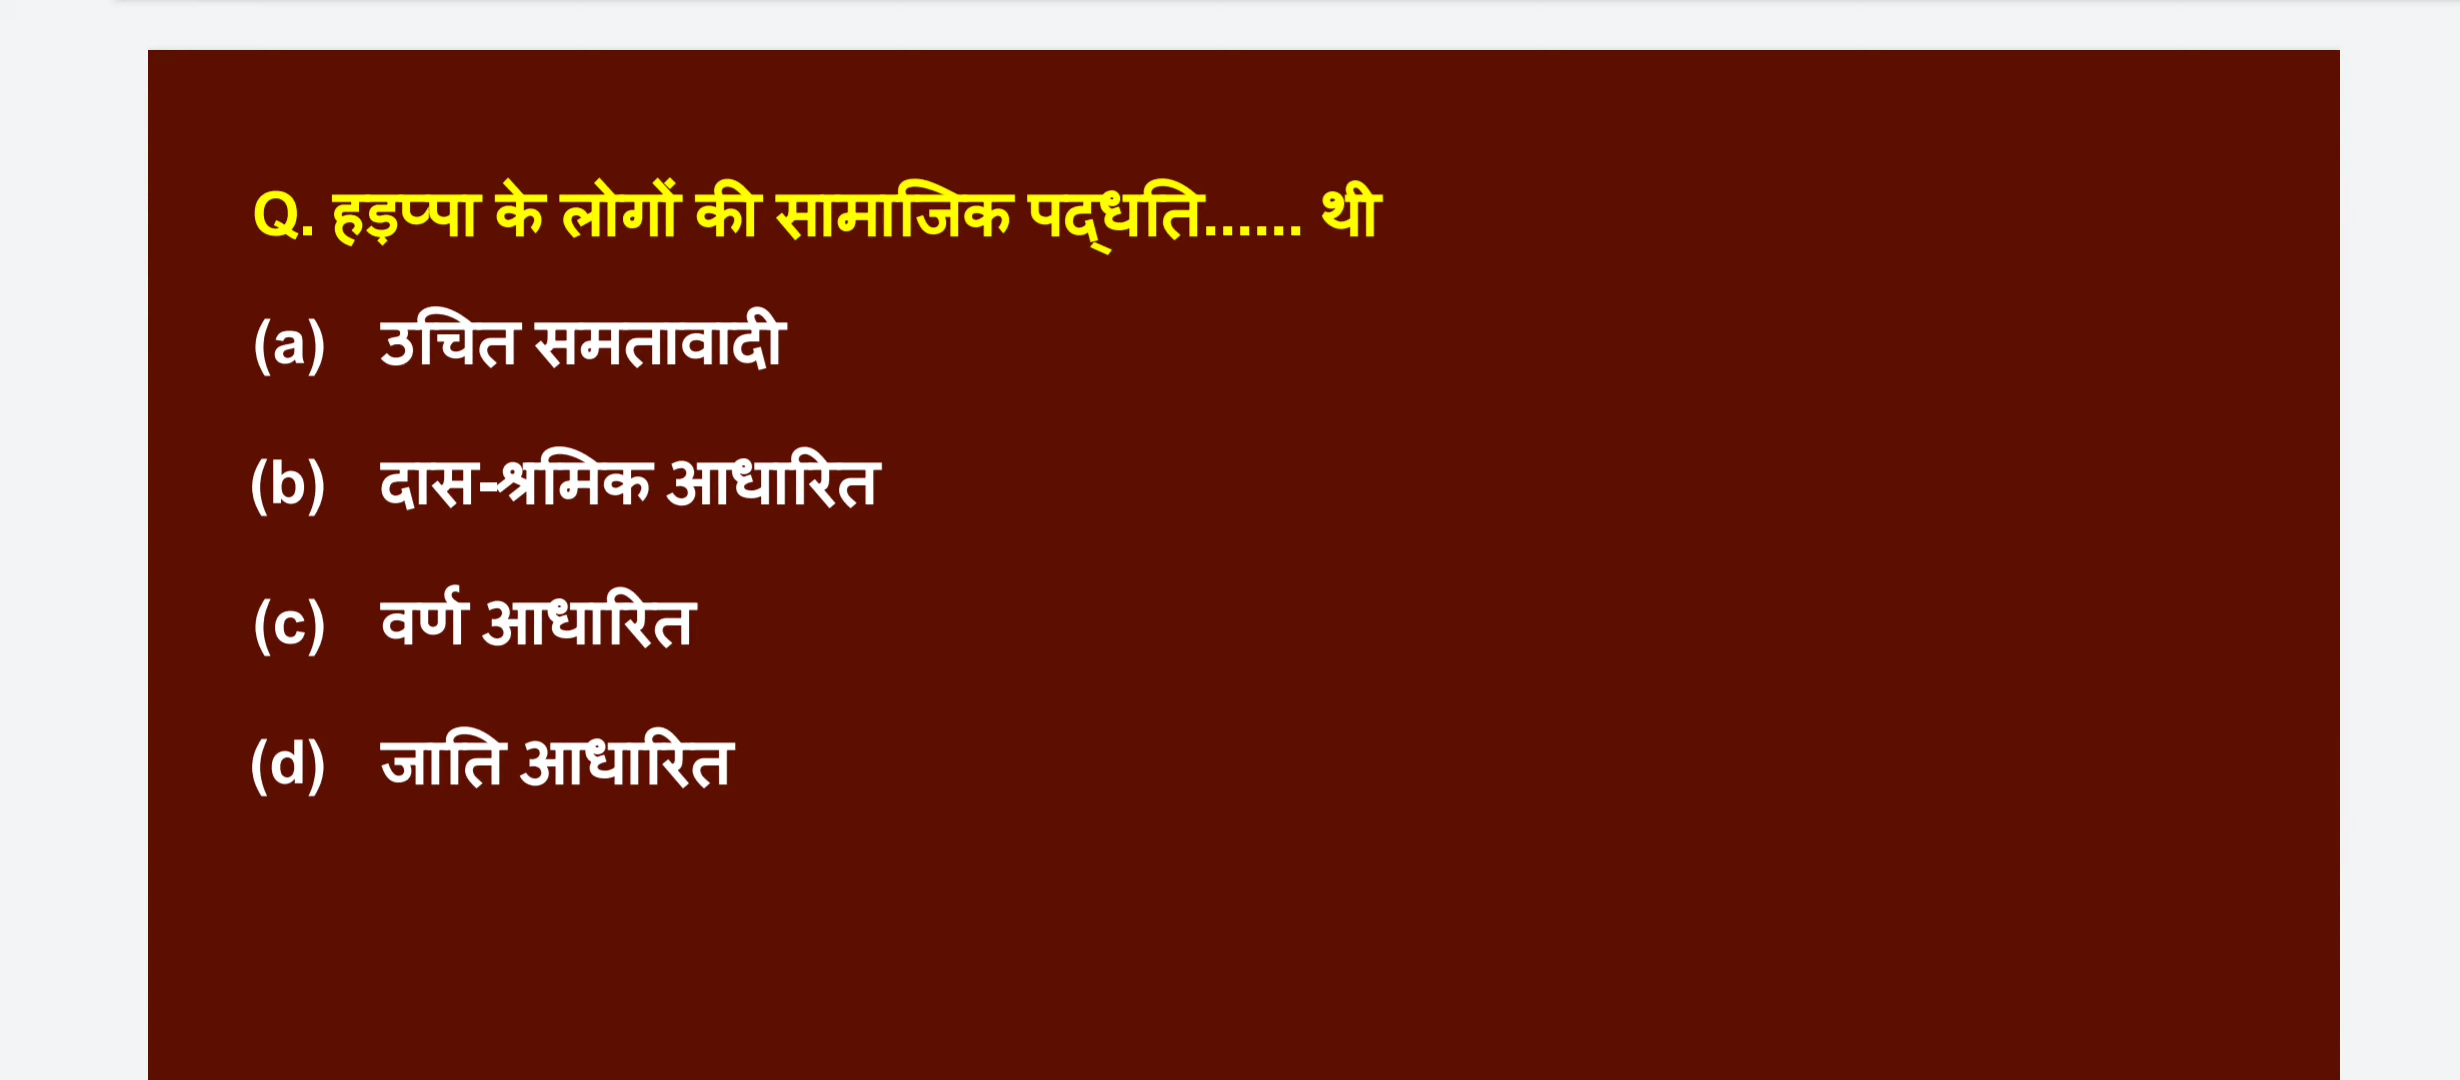 Q. हड़प्पा के लोगों की सामाजिक पद्धति...... थी
(a) उचित समतावादी
(b) दास-श्रमिक आधारित
(c) वर्ण आधारित
(d) जाति आधारित